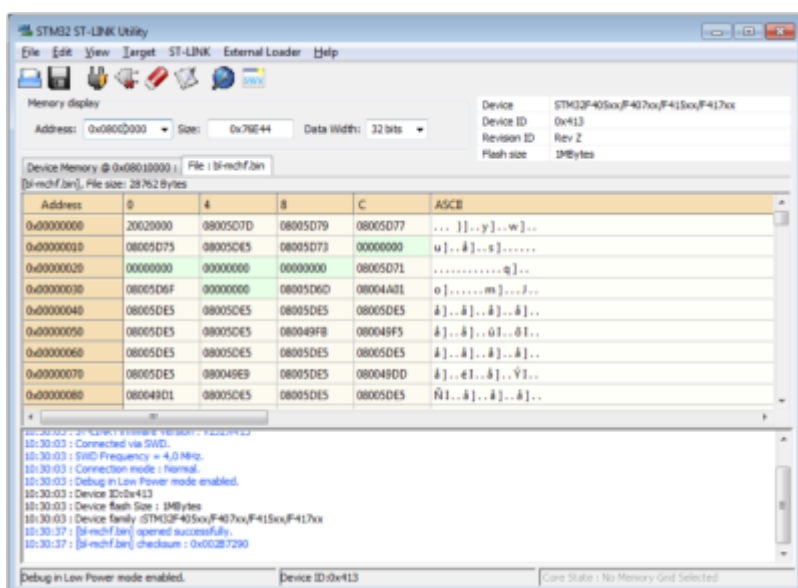 STM32 ST-LINK Utility
File Edit View Target ST-LINK External Loader Help
Memory display
Address: 0x08000000 Size: 0x76E44 Data Width: 32 bits
Device STM32F405xx/F407xx/F415xx/F417xx
Device ID 0x413
Revision ID Rev Z
Flash size 1MBytes
Device Memory @ 0x08010000 : File : bl-mchf.bin
[bl-mchf.bin], File size: 28762 Bytes
Address 0 4 8 C ASCII
0x00000000 20020000 08005D7D 08005D79 08005D77 ... }]..y]..w]..
0x00000010 08005D75 08005DE5 08005D73 00000000 u]..å]..s]......
0x00000020 00000000 00000000 00000000 08005D71 ............q]..
0x00000030 08005D6F 00000000 08005D6D 08004A01 o]......m]...J..
0x00000040 08005DE5 08005DE5 08005DE5 08005DE5 å]..å]..å]..å]..
0x00000050 08005DE5 08005DE5 080049FB 080049F5 å]..å]..ûI..õI..
0x00000060 08005DE5 08005DE5 08005DE5 08005DE5 å]..å]..å]..å]..
0x00000070 08005DE5 080049E9 08005DE5 080049DD å]..éI..å]..ÝI..
0x00000080 080049D1 08005DE5 08005DE5 08005DE5 ÑI..å]..å]..å]..
10:30:03 : Connected via SWD.
10:30:03 : SWD Frequency = 4,0 MHz.
10:30:03 : Connection mode : Normal.
10:30:03 : Debug in Low Power mode enabled.
10:30:03 : Device ID:0x413
10:30:03 : Device flash Size : 1MBytes
10:30:03 : Device family :STM32F405xx/F407xx/F415xx/F417xx
10:30:37 : [bl-mchf.bin] opened successfully.
10:30:37 : [bl-mchf.bin] checksum : 0x002B7290
Debug in Low Power mode enabled. Device ID:0x413 Core State : No Memory Grid Selected